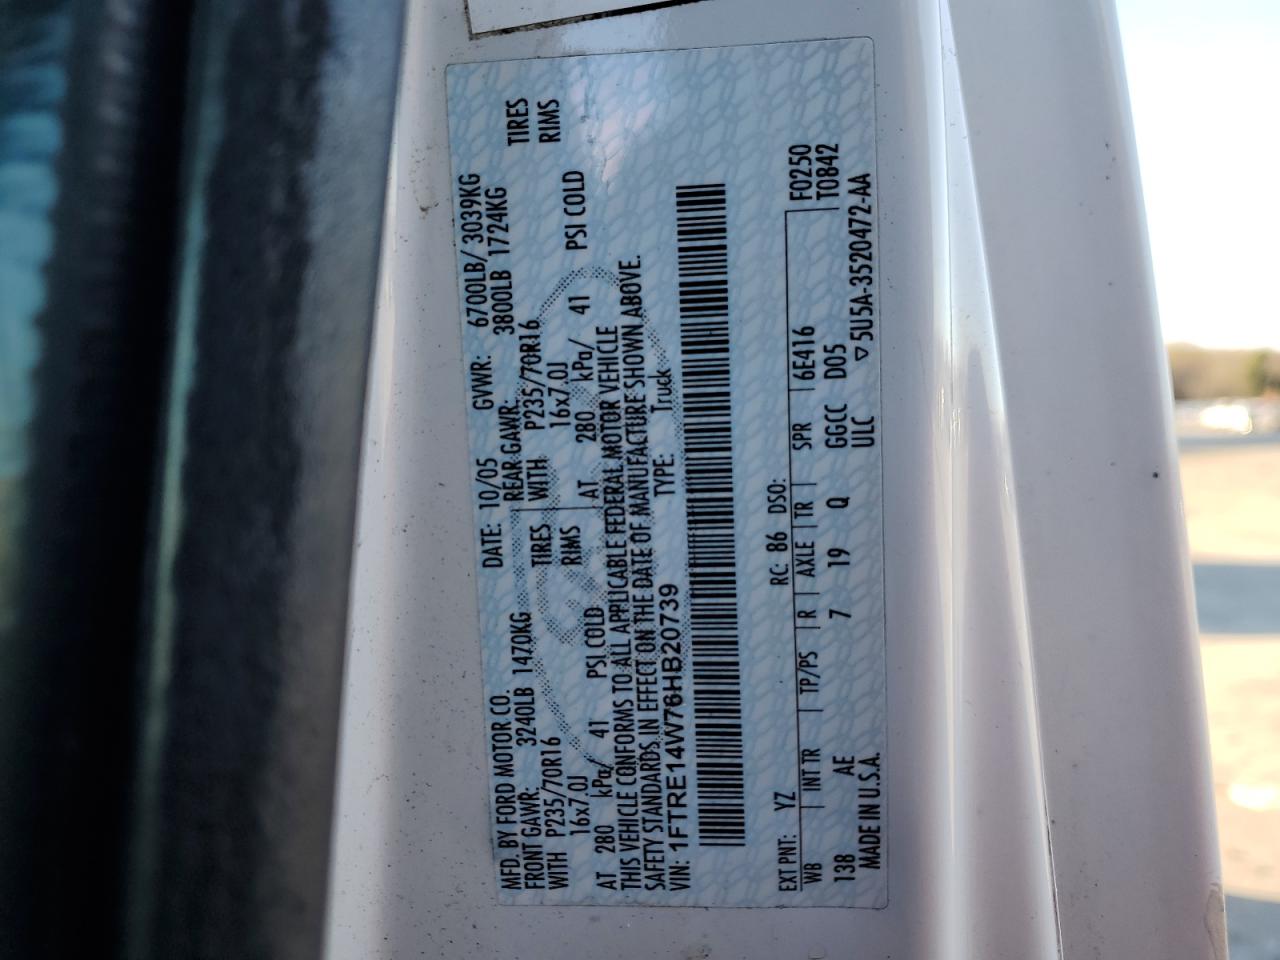 MFD. BY FORD MOTOR CO.
DATE: 10/05 GVWR: 6700LB/ 3039KG
FRONT GAWR: 3240LB 1470KG REAR GAWR: 3800LB 1724KG
WITH P235/70R16 TIRES WITH P235/70R16 TIRES
16x7.0J RIMS 16x7.0J RIMS
AT 280 kPa/ 41 PSI COLD AT 280 kPa/ 41 PSI COLD
THIS VEHICLE CONFORMS TO ALL APPLICABLE FEDERAL MOTOR VEHICLE
SAFETY STANDARDS IN EFFECT ON THE DATE OF MANUFACTURE SHOWN ABOVE.
VIN: 1FTRE14W76HB20739 TYPE: Truck
EXT PNT: YZ RC: 86 DSO: F0250
WB INT TR TP/PS R AXLE TR SPR 6E416 T0842
138 AE 7 19 Q GGCC D05
MADE IN U.S.A. ULC ▽5U5A-3520472-AA